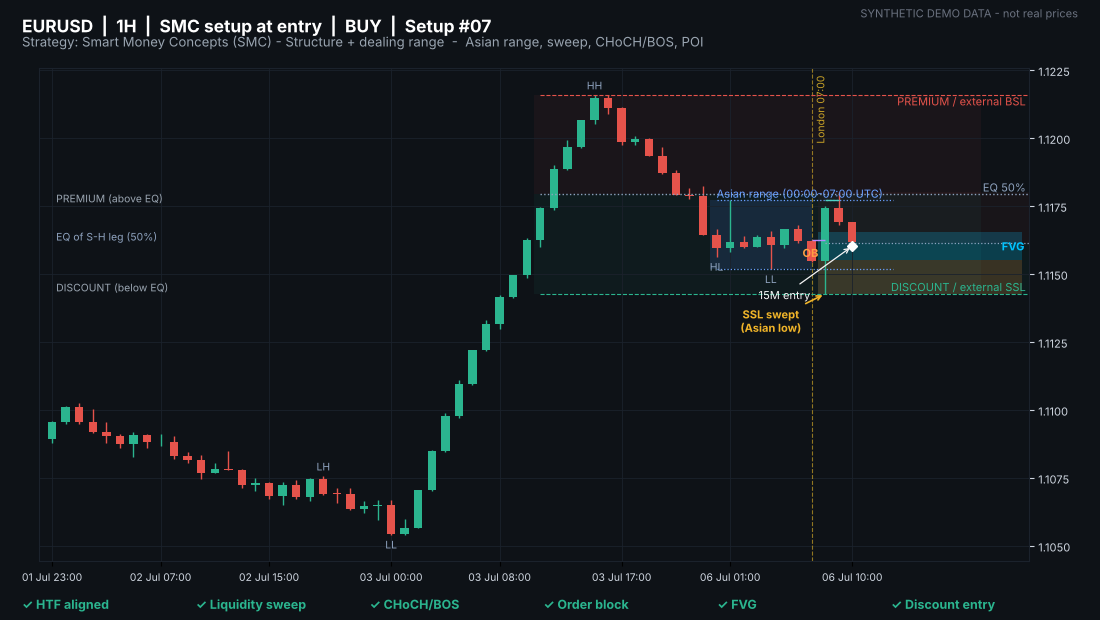 SYNTHETIC DEMO DATA - not real prices
EURUSD | 1H | SMC setup at entry | BUY | Setup #07
Strategy: Smart Money Concepts (SMC) - Structure + dealing range - Asian range, sweep, CHoCH/BOS, POI
1.1225
HH
London 07:00
PREMIUM / external BSL
1.1200
EQ 50%
Asian range (00:00-07:00 UTC)
PREMIUM (above EQ)
1.1175
EQ of S-H leg (50%)
FVG
OB
HL
1.1150
LL
DISCOUNT (below EQ)
DISCOUNT / external SSL
15M entry
SSL swept
(Asian low)
1.1125
1.1100
LH
1.1075
LL
1.1050
01 Jul 23:00 02 Jul 07:00 02 Jul 15:00 03 Jul 00:00 03 Jul 08:00 03 Jul 17:00 06 Jul 01:00 06 Jul 10:00
✓ HTF aligned ✓ Liquidity sweep ✓ CHoCH/BOS ✓ Order block ✓ FVG ✓ Discount entry